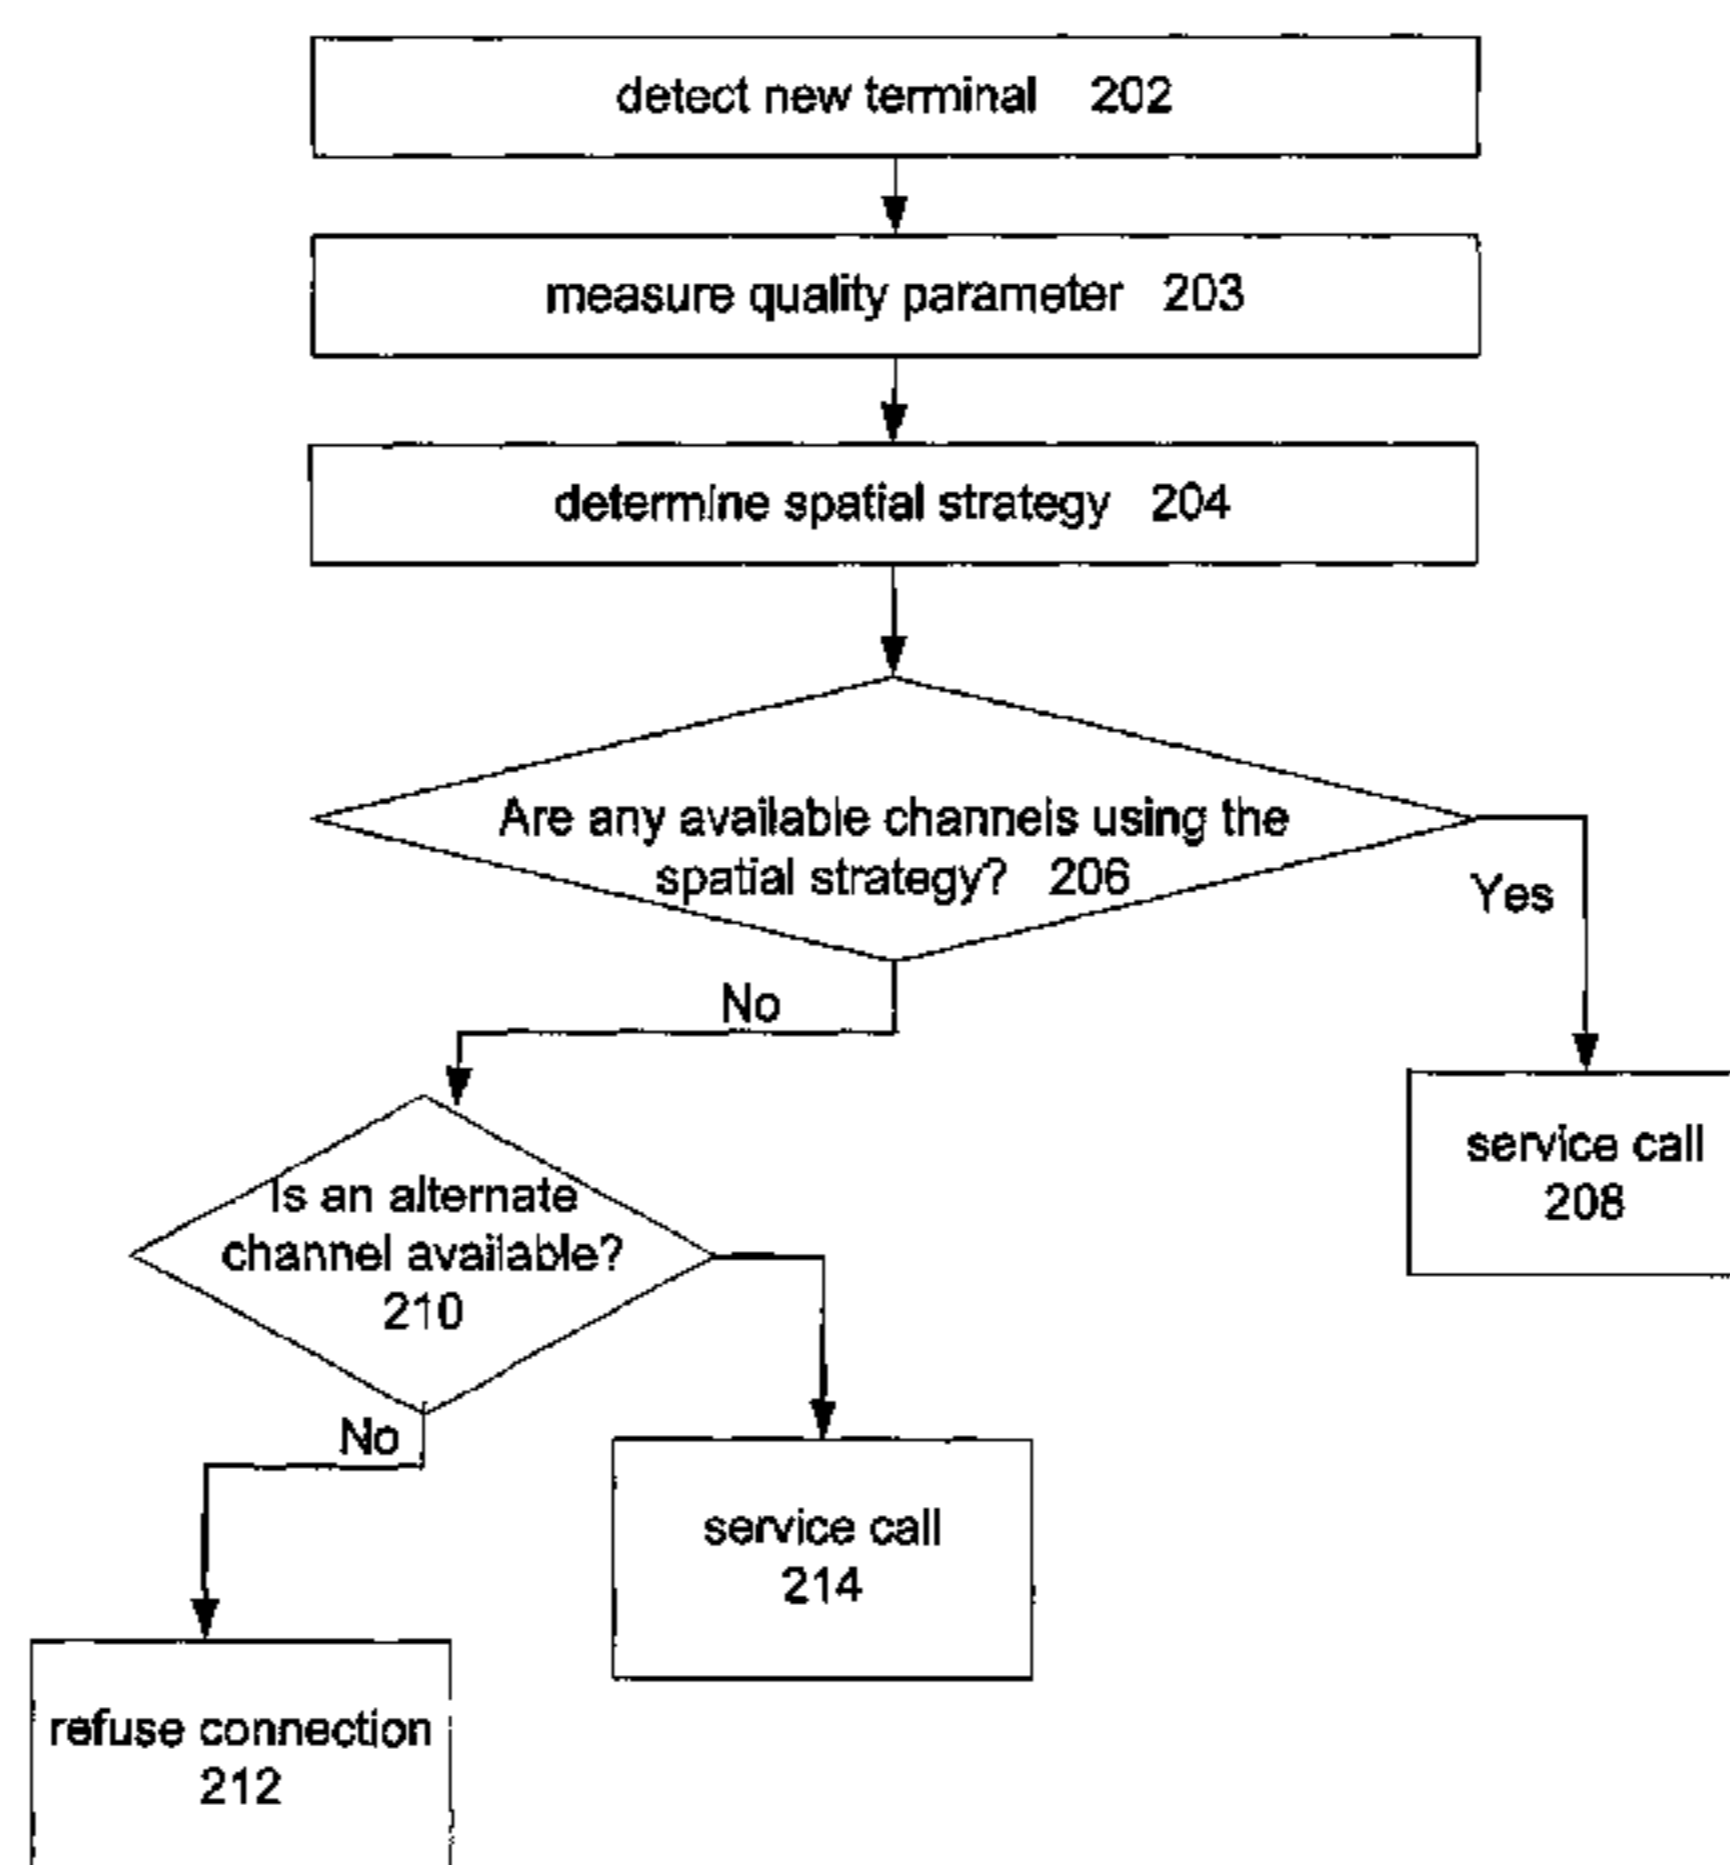 detect new terminal 202
measure quality parameter 203
determine spatial strategy 204
Are any available channels using the
spatial strategy? 206
Yes
No
service call
208
Is an alternate
channel available?
210
No
service call
214
refuse connection
212